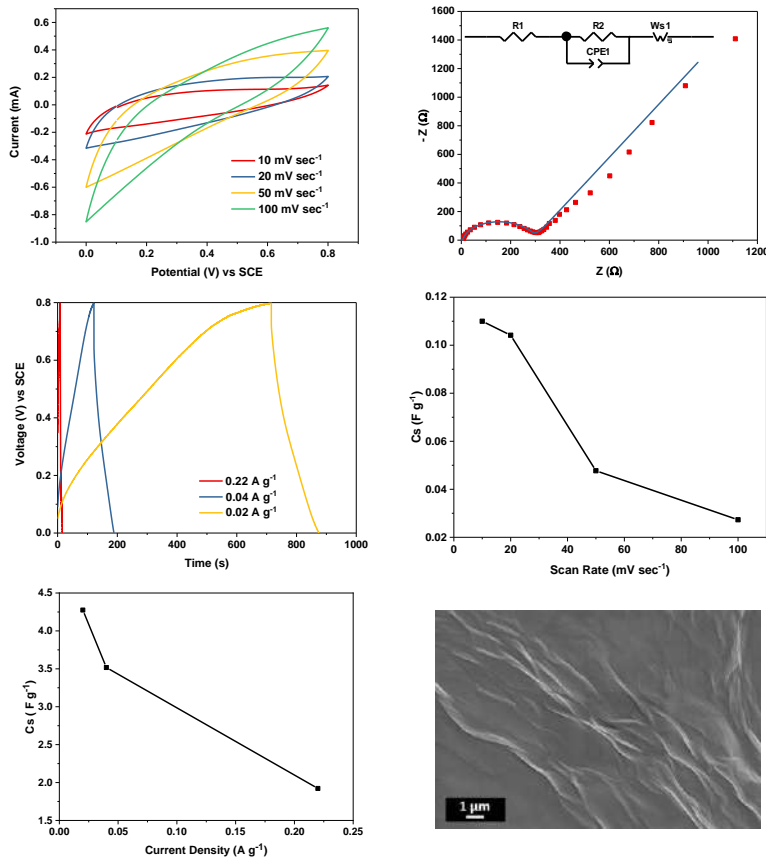 0.6
0.4
0.2
0.0
-0.2
-0.4
-0.6
-0.8
-1.0
Current (mA)
10 mV sec⁻¹
20 mV sec⁻¹
50 mV sec⁻¹
100 mV sec⁻¹
0.0 0.2 0.4 0.6 0.8
Potential (V) vs SCE
1600
1400
1200
1000
800
600
400
200
0
- Z (Ω)
R1 R2 Ws1
CPE1
s
0 200 400 600 800 1000 1200
Z (Ω)
0.8
0.6
0.4
0.2
0.0
Voltage (V) vs SCE
0.22 A g⁻¹
0.04 A g⁻¹
0.02 A g⁻¹
0 200 400 600 800 1000
Time (s)
0.12
0.10
0.08
0.06
0.04
0.02
Cs (F g⁻¹)
0 20 40 60 80 100
Scan Rate (mV sec⁻¹)
4.5
4.0
3.5
3.0
2.5
2.0
1.5
Cs ( F g⁻¹)
0.00 0.05 0.10 0.15 0.20 0.25
Current Density (A g⁻¹)
1 μm